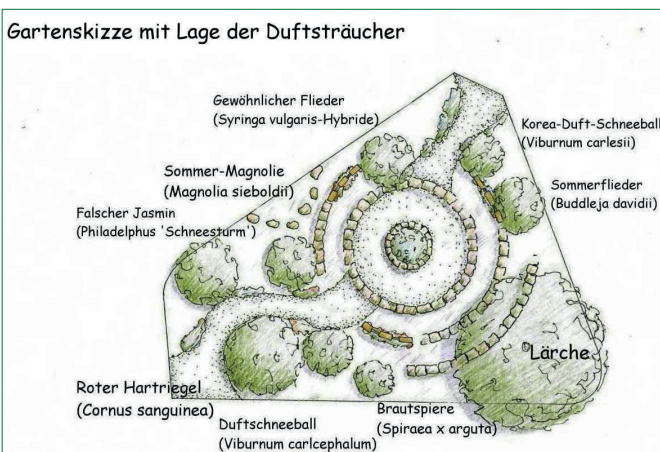 Gartenskizze mit Lage der Duftsträucher
Gewöhnlicher Flieder
(Syringa vulgaris-Hybride)
Korea-Duft-Schneeball
(Viburnum carlesii)
Sommer-Magnolie
(Magnolia sieboldii)
Sommerflieder
(Buddleja davidii)
Falscher Jasmin
(Philadelphus 'Schneesturm')
Lärche
Roter Hartriegel
(Cornus sanguinea)
Brautspiere
(Spiraea x arguta)
Duftschneeball
(Viburnum carlcephalum)